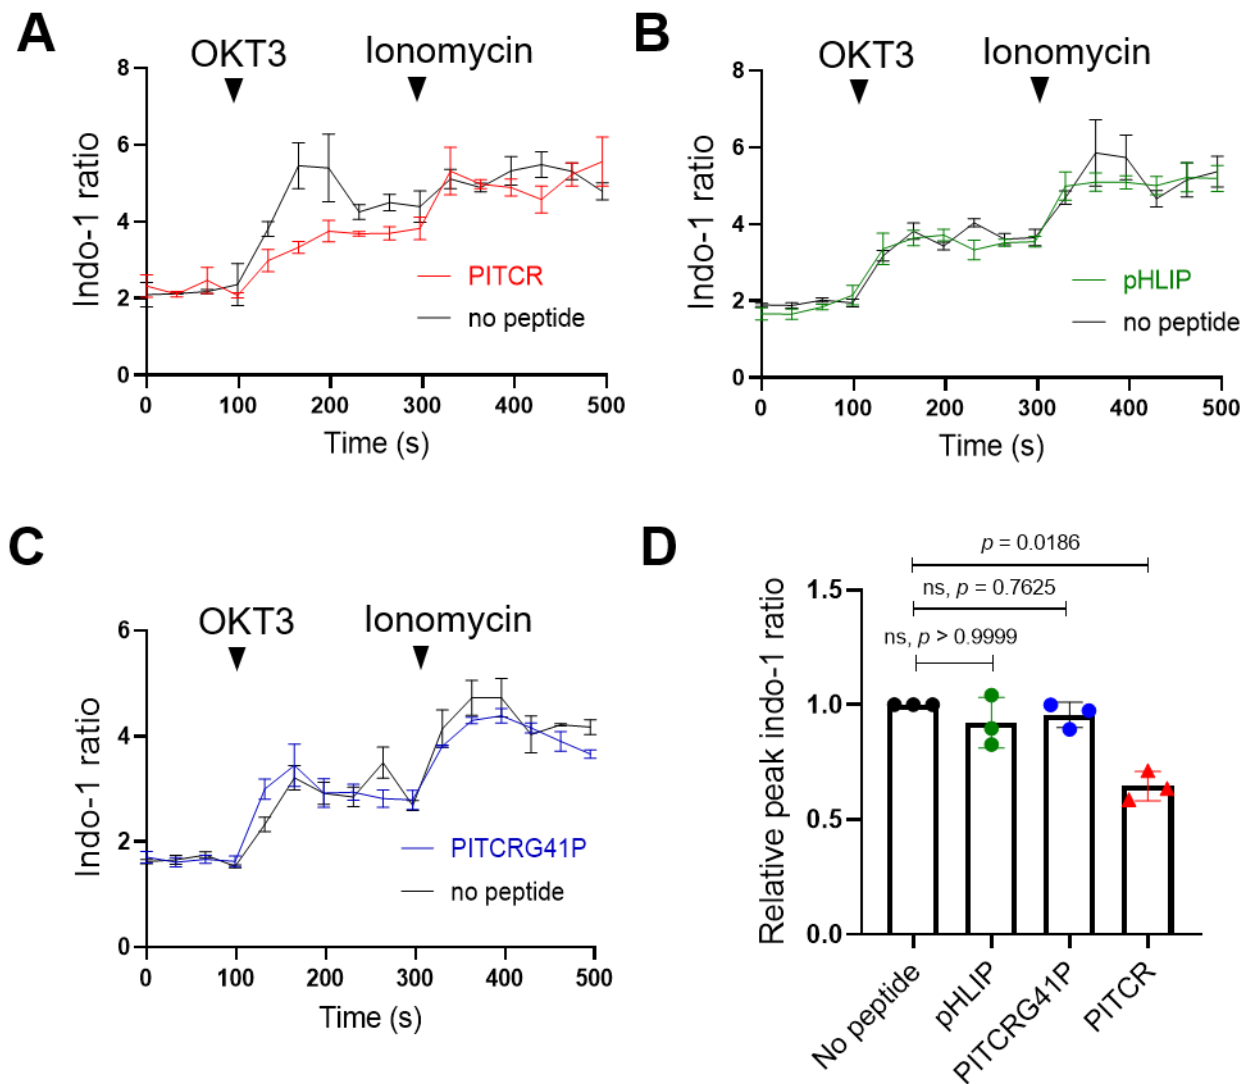 A
OKT3 Ionomycin
8
6
4
2
0
Indo-1 ratio
PITCR
no peptide
0 100 200 300 400 500
Time (s)
B
OKT3 Ionomycin
8
6
4
2
0
Indo-1 ratio
pHLIP
no peptide
0 100 200 300 400 500
Time (s)
C
OKT3 Ionomycin
6
4
2
0
Indo-1 ratio
PITCRG41P
no peptide
0 100 200 300 400 500
Time (s)
D
p = 0.0186
ns, p = 0.7625
ns, p > 0.9999
1.5
1.0
0.5
0.0
Relative peak indo-1 ratio
No peptide
pHLIP
PITCRG41P
PITCR